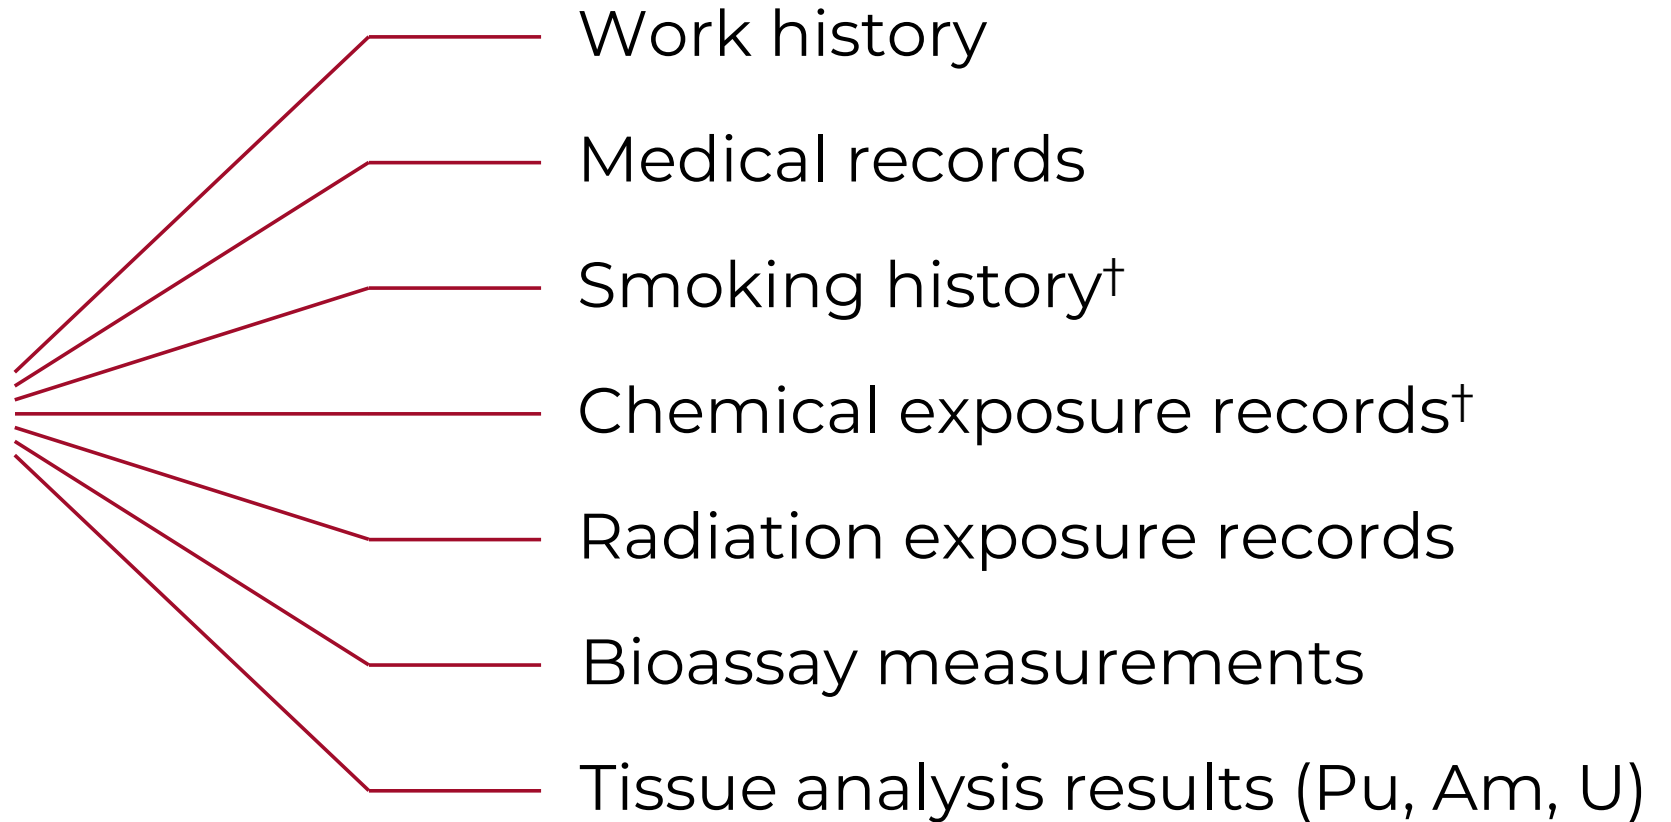 Work history
Medical records
Smoking history†
Chemical exposure records†
Radiation exposure records
Bioassay measurements
Tissue analysis results (Pu, Am, U)